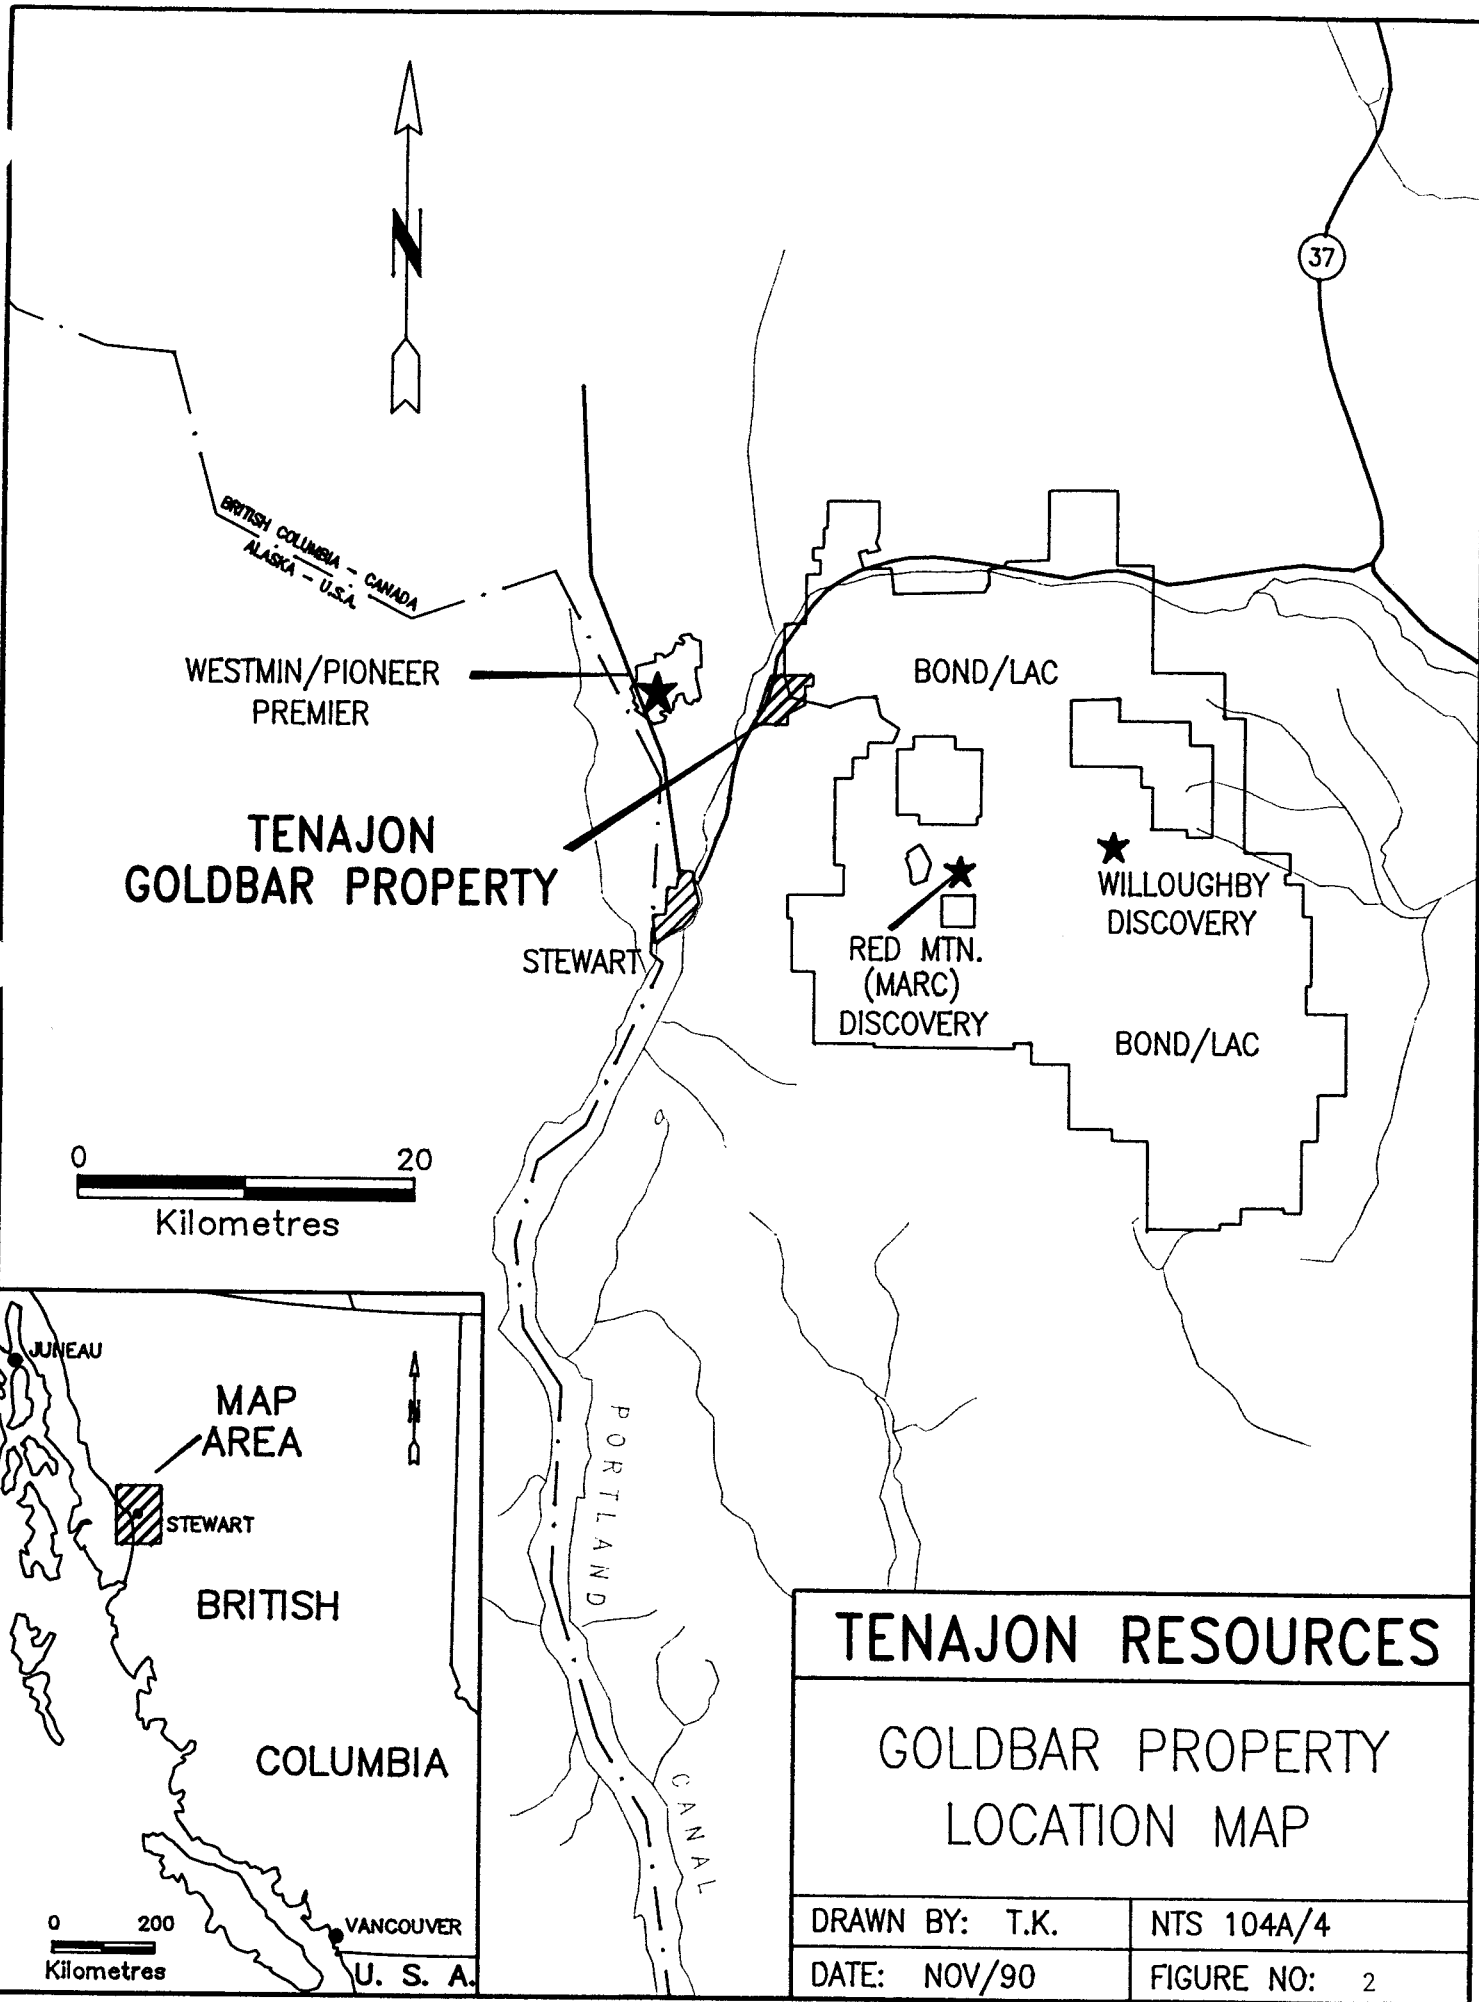 N
37
BRITISH COLUMBIA - CANADA
ALASKA - U.S.A.
WESTMIN/PIONEER
PREMIER
BOND/LAC
TENAJON
GOLDBAR PROPERTY
WILLOUGHBY
DISCOVERY
STEWART
RED MTN.
(MARC)
DISCOVERY
BOND/LAC
0 20
Kilometres
JUNEAU
MAP
AREA
N
STEWART
BRITISH
COLUMBIA
0 200
Kilometres
VANCOUVER
U. S. A.
PORTLAND
CANAL
TENAJON RESOURCES
GOLDBAR PROPERTY
LOCATION MAP
DRAWN BY: T.K.
NTS 104A/4
DATE: NOV/90
FIGURE NO: 2